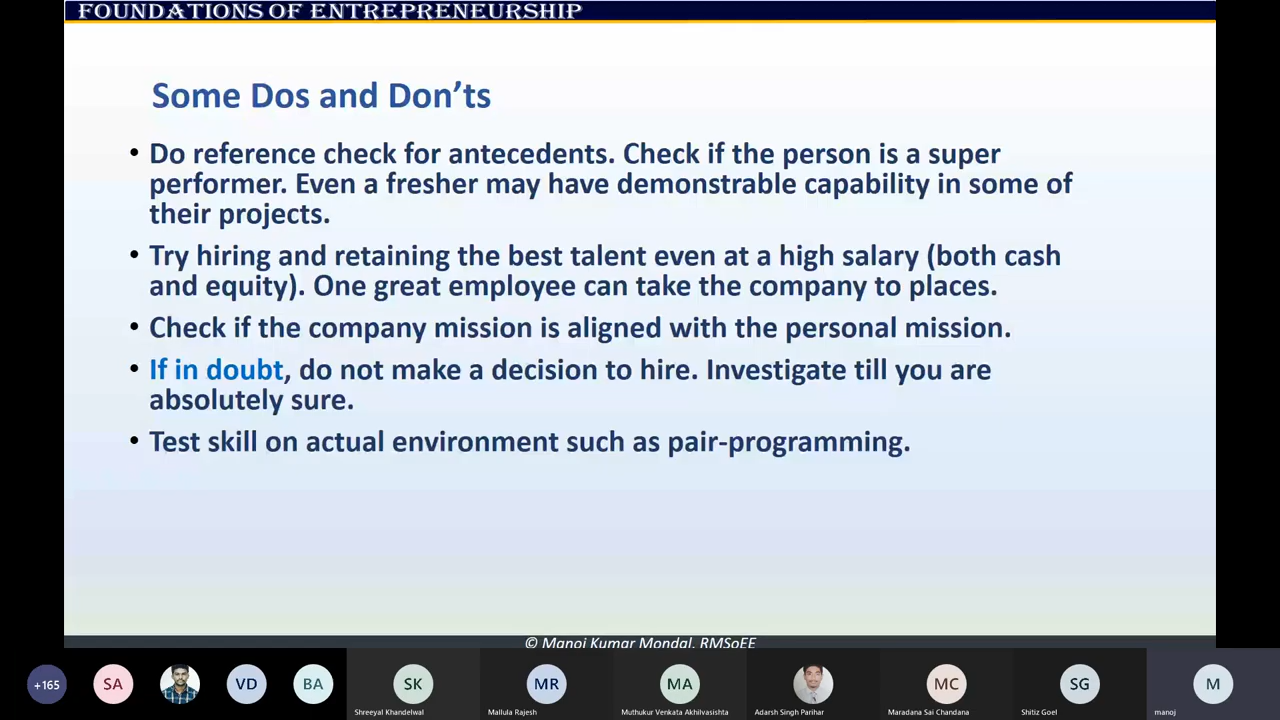 FOUNDATIONS OF ENTREPRENEURSHIP
Some Dos and Don’ts
• Do reference check for antecedents. Check if the person is a super
performer. Even a fresher may have demonstrable capability in some of
their projects.
• Try hiring and retaining the best talent even at a high salary (both cash
and equity). One great employee can take the company to places.
• Check if the company mission is aligned with the personal mission.
• If in doubt, do not make a decision to hire. Investigate till you are
absolutely sure.
• Test skill on actual environment such as pair-programming.
© Manoj Kumar Mondal, RMSoEE
+165 SA VD BA SK MR MA MC SG M
Shreeyal Khandelwal Mallula Rajesh Muthukur Venkata Akhilvasishta Adarsh Singh Parihar Maradana Sai Chandana Shitiz Goel manoj